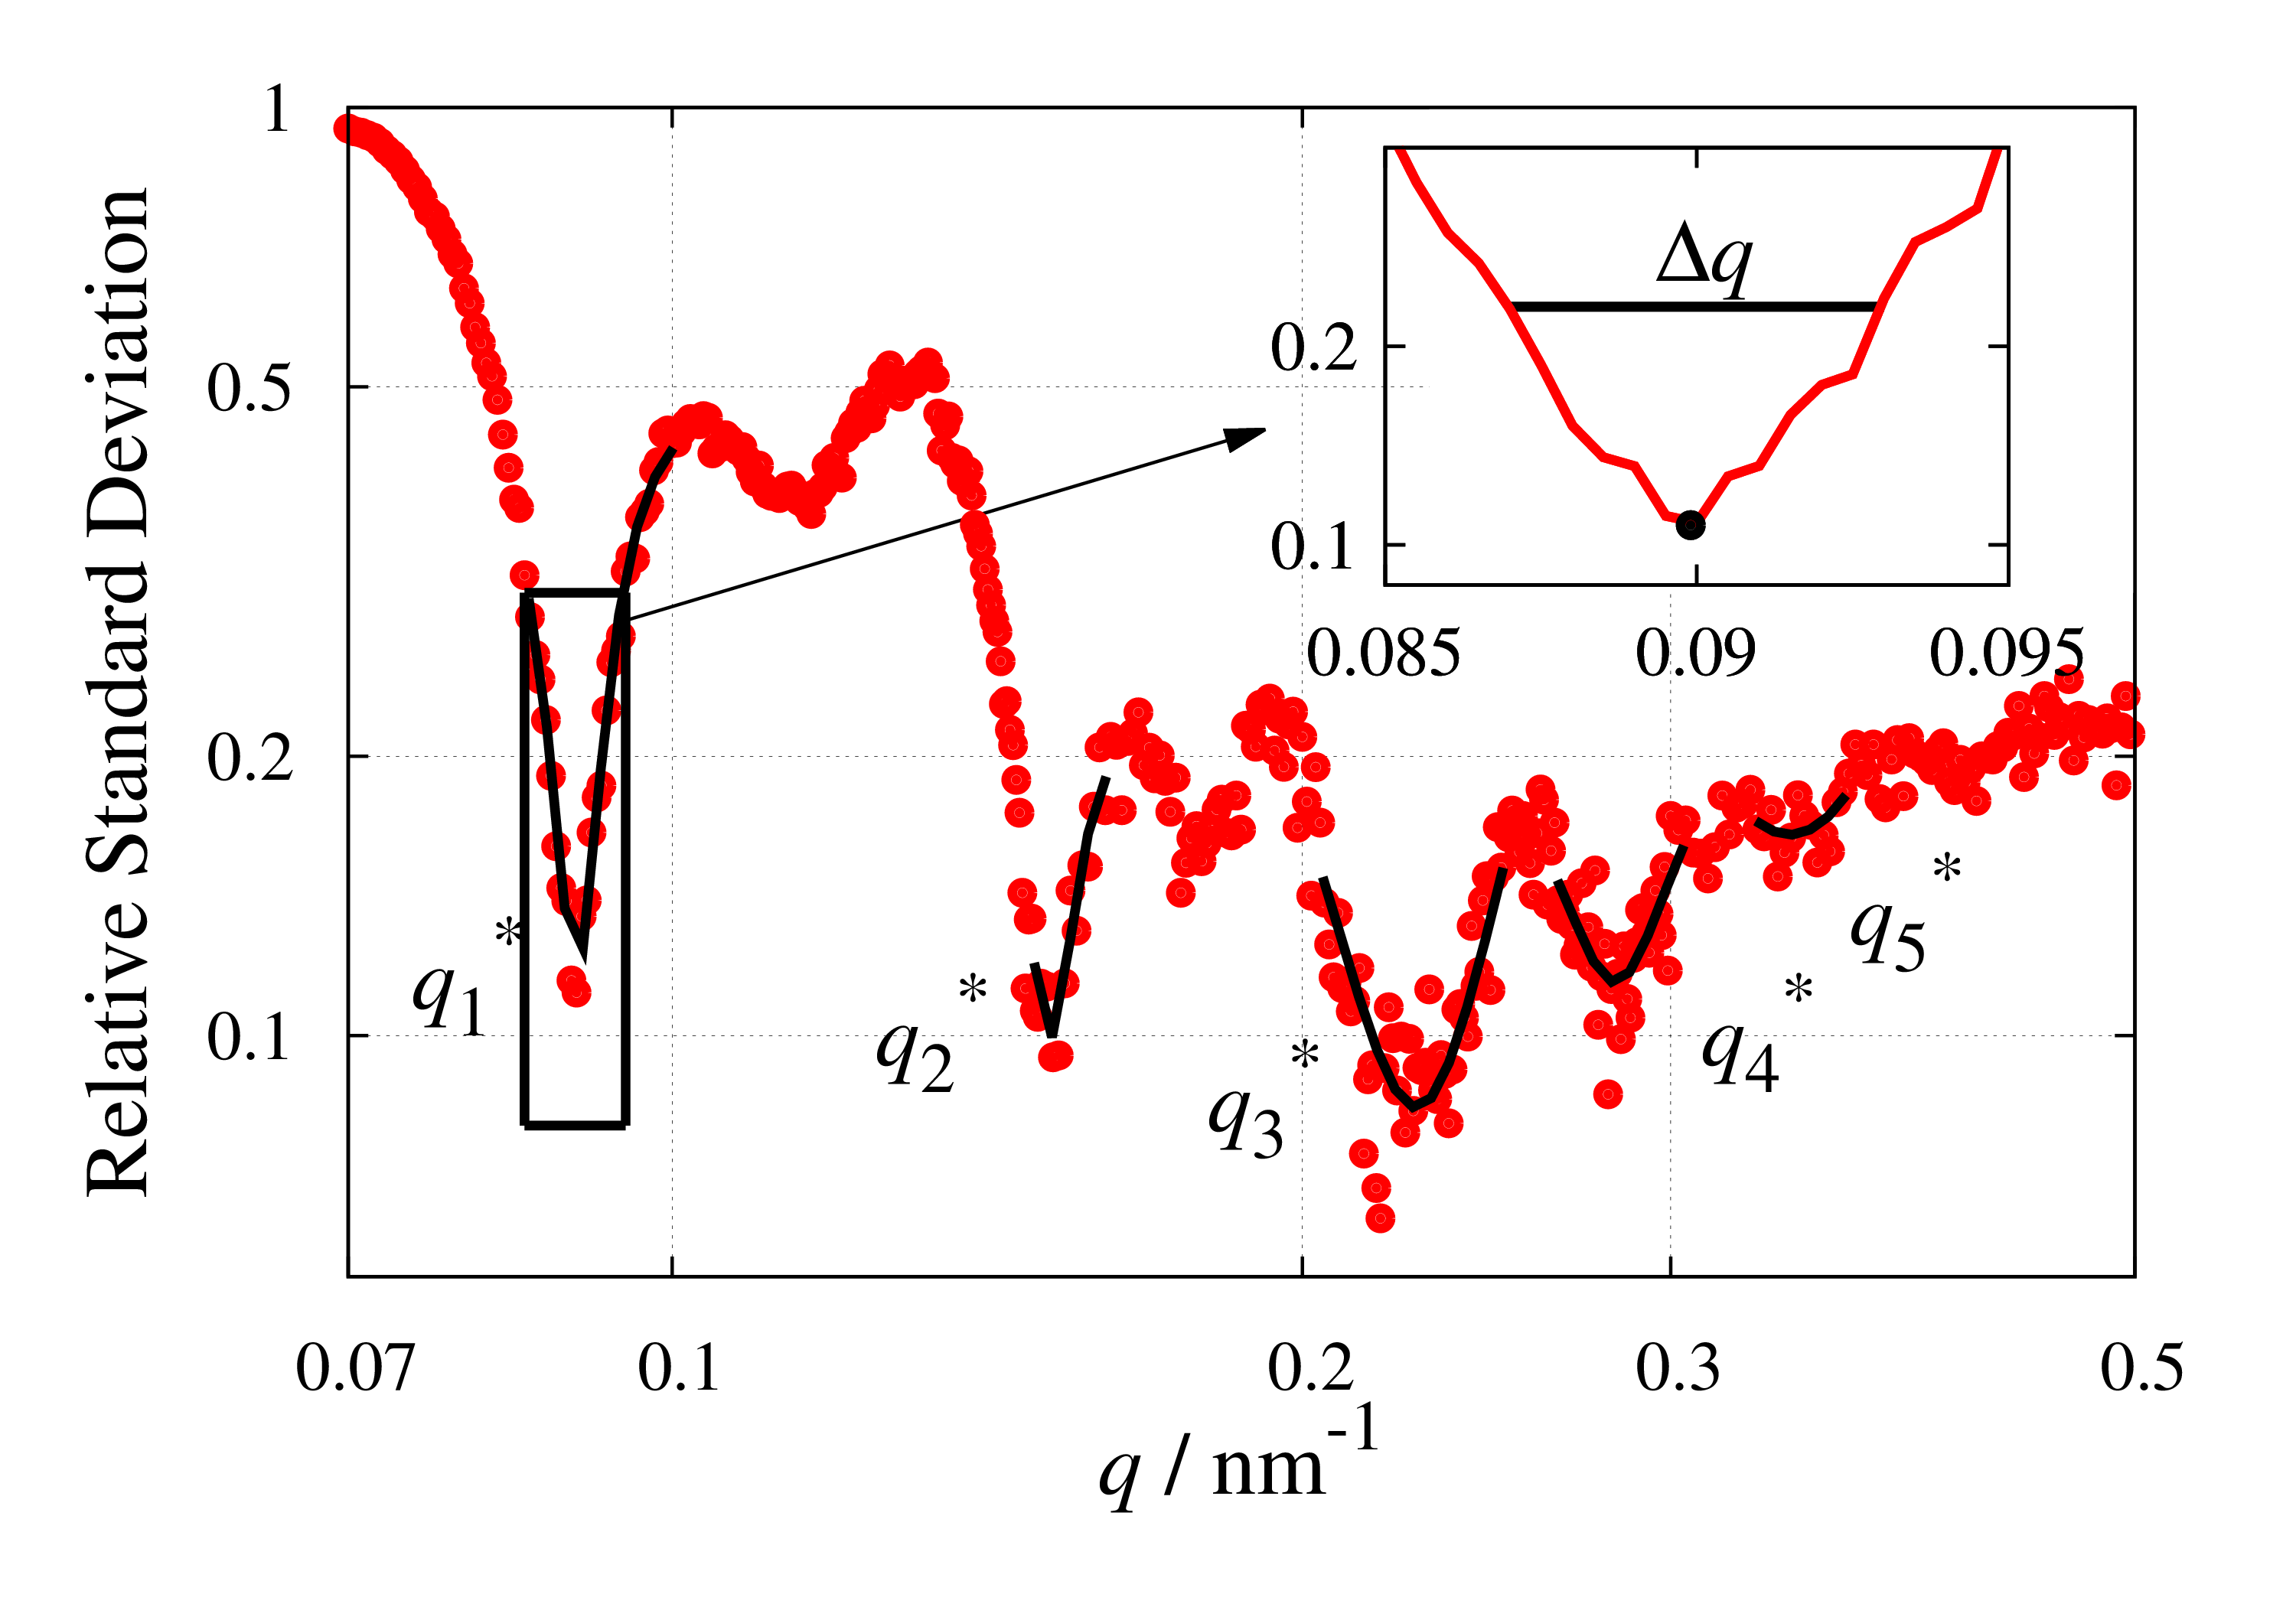 Relative Standard Deviation
1
0.5
0.2
0.1
Δq
0.2
0.1
0.085 0.09 0.095
q1*
q2*
q3*
q4*
q5*
0.07 0.1 0.2 0.3 0.5
q / nm-1